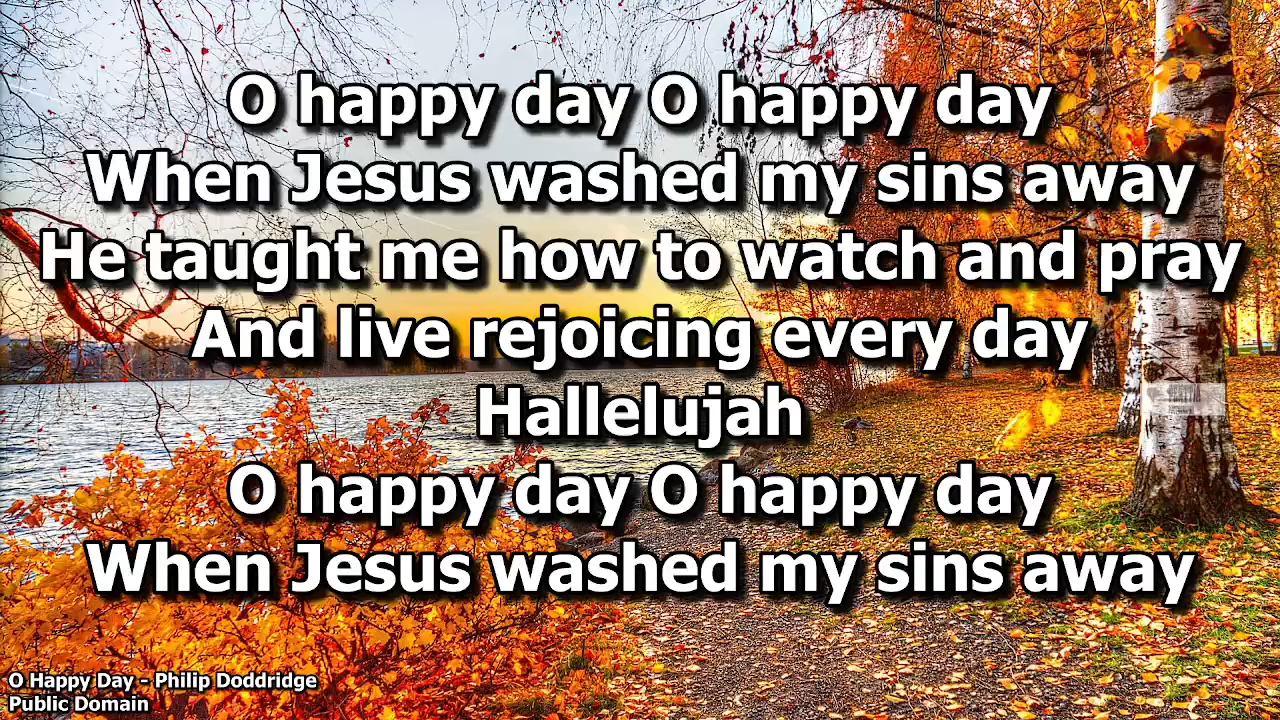 O happy day O happy day
When Jesus washed my sins away
He taught me how to watch and pray
And live rejoicing every day
Hallelujah
O happy day O happy day
When Jesus washed my sins away
O Happy Day - Philip Doddridge
Public Domain